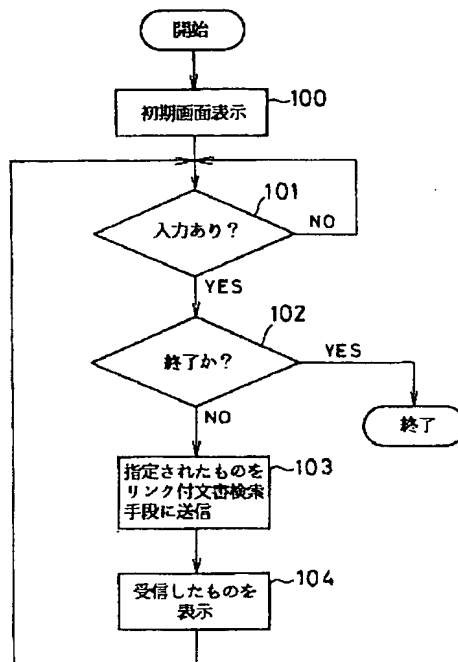 開始
初期画面表示
100
入力あり?
101
NO
YES
終了か?
102
YES
NO
終了
指定されたものを
リンク付文書検索
手段に送信
103
受信したものを
表示
104